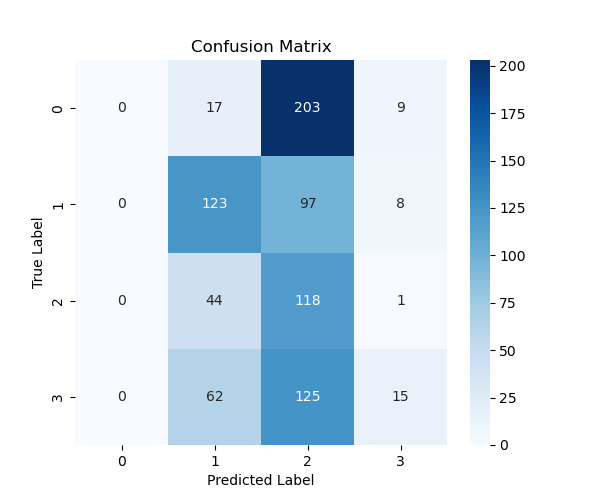 Confusion Matrix
True Label
0 0 17 203 9
1 0 123 97 8
2 0 44 118 1
3 0 62 125 15
0 1 2 3
Predicted Label
200
175
150
125
100
75
50
25
0